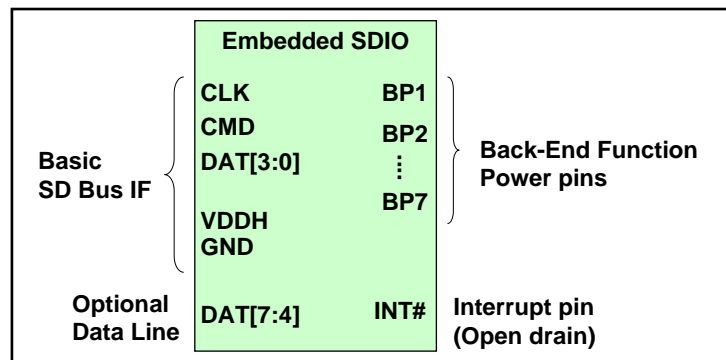 Embedded SDIO
Basic
SD Bus IF
CLK
CMD
DAT[3:0]
VDDH
GND
BP1
BP2
⋮
BP7
Back-End Function
Power pins
Optional
Data Line
DAT[7:4]
INT#
Interrupt pin
(Open drain)